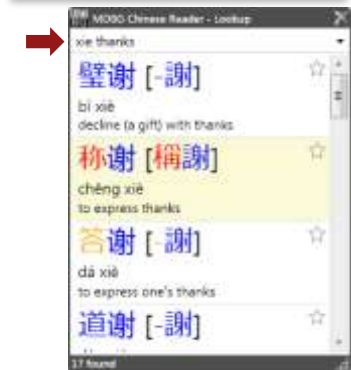 MDBG Chinese Reader - Lookup
xie thanks
璧谢 [-謝]
bì xiè
decline (a gift) with thanks
称谢 [稱謝]
chēng xiè
to express thanks
答谢 [-謝]
dá xiè
to express one's thanks
道谢 [-謝]
17 found